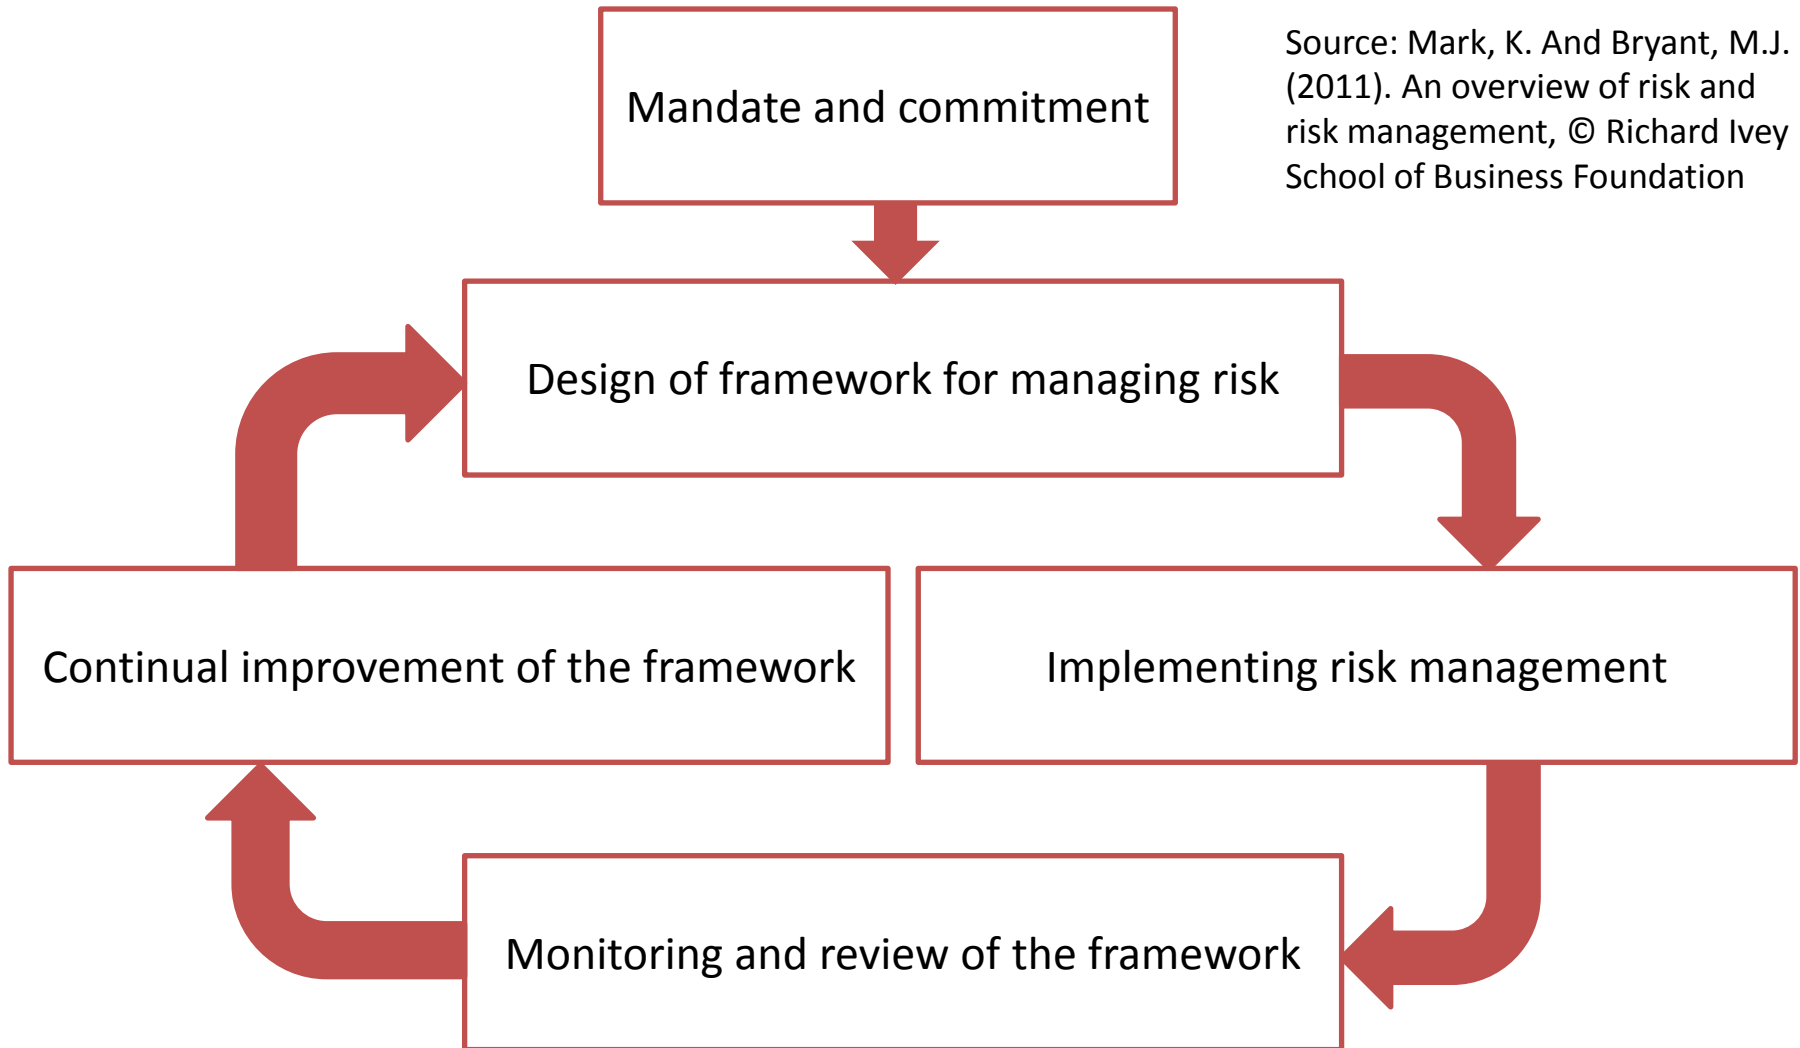 Mandate and commitment
Source: Mark, K. And Bryant, M.J.
(2011). An overview of risk and
risk management, © Richard Ivey
School of Business Foundation
Design of framework for managing risk
Continual improvement of the framework
Implementing risk management
Monitoring and review of the framework